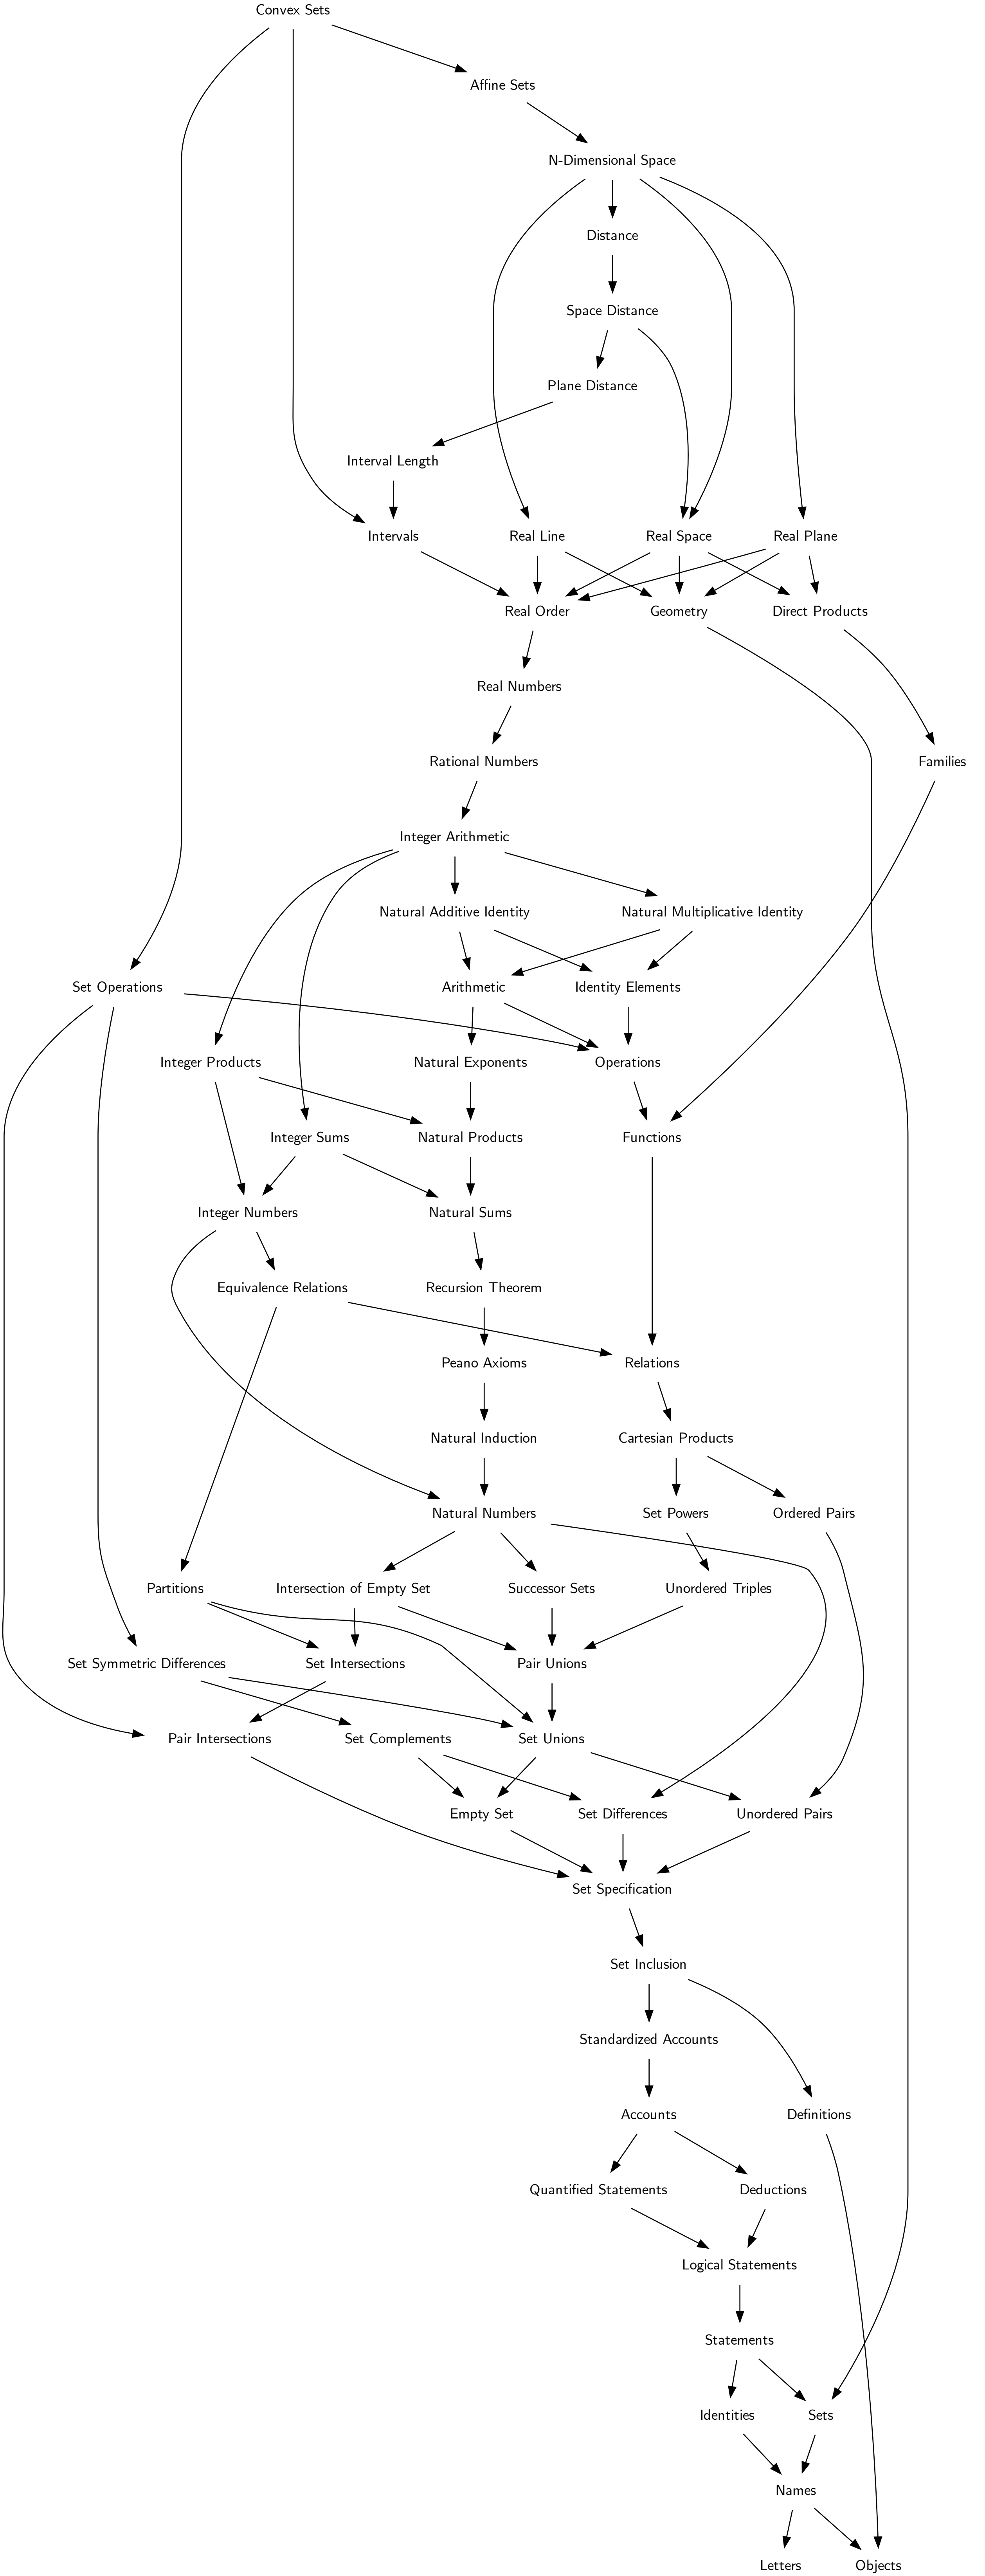 Convex Sets
Affine Sets
N-Dimensional Space
Distance
Space Distance
Plane Distance
Interval Length
Intervals
Real Line
Real Space
Real Plane
Real Order
Geometry
Direct Products
Real Numbers
Rational Numbers
Families
Integer Arithmetic
Natural Additive Identity
Natural Multiplicative Identity
Set Operations
Arithmetic
Identity Elements
Integer Products
Natural Exponents
Operations
Integer Sums
Natural Products
Functions
Integer Numbers
Natural Sums
Equivalence Relations
Recursion Theorem
Peano Axioms
Relations
Natural Induction
Cartesian Products
Natural Numbers
Set Powers
Ordered Pairs
Partitions
Intersection of Empty Set
Successor Sets
Unordered Triples
Set Symmetric Differences
Set Intersections
Pair Unions
Pair Intersections
Set Complements
Set Unions
Empty Set
Set Differences
Unordered Pairs
Set Specification
Set Inclusion
Standardized Accounts
Accounts
Definitions
Quantified Statements
Deductions
Logical Statements
Statements
Identities
Sets
Names
Letters
Objects